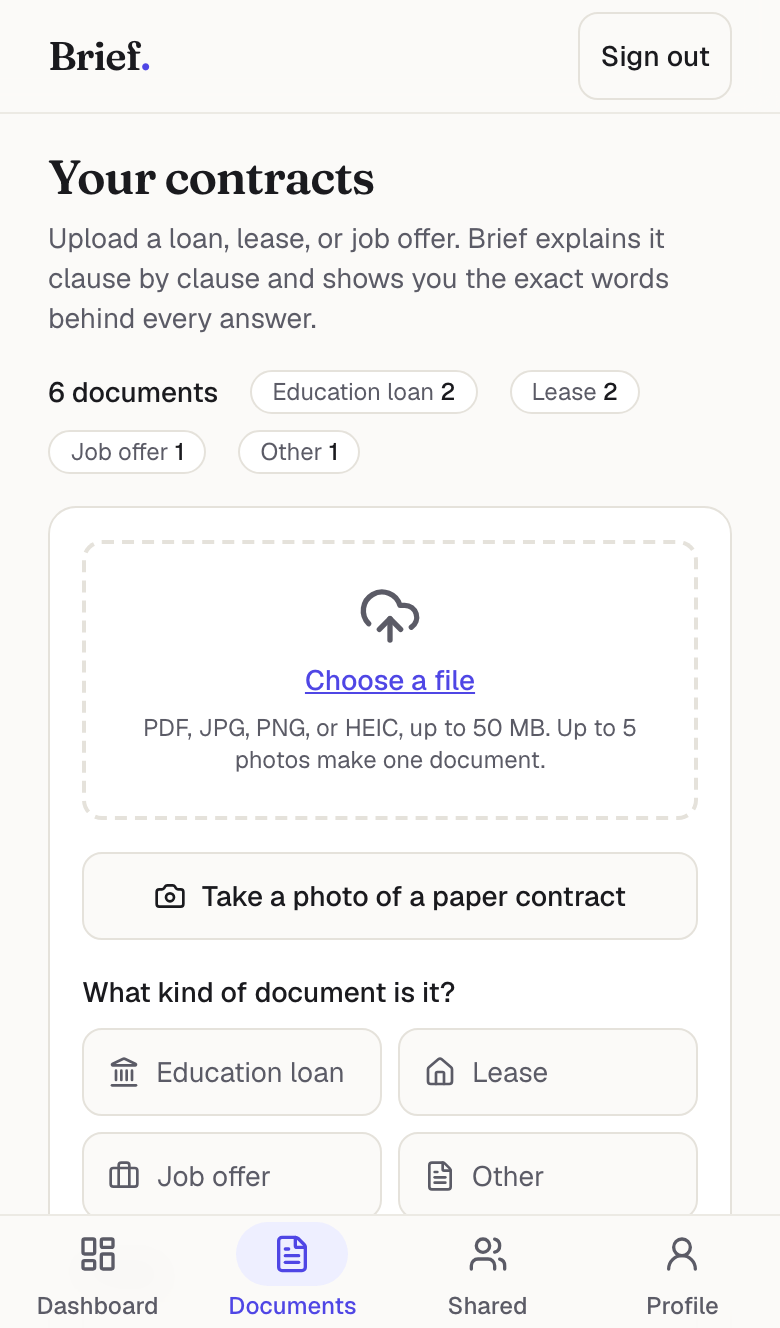 Brief.
Sign out
Your contracts
Upload a loan, lease, or job offer. Brief explains it
clause by clause and shows you the exact words
behind every answer.
6 documents
Education loan 2
Lease 2
Job offer 1
Other 1
Choose a file
PDF, JPG, PNG, or HEIC, up to 50 MB. Up to 5
photos make one document.
Take a photo of a paper contract
What kind of document is it?
Education loan
Lease
Job offer
Other
Dashboard
Documents
Shared
Profile